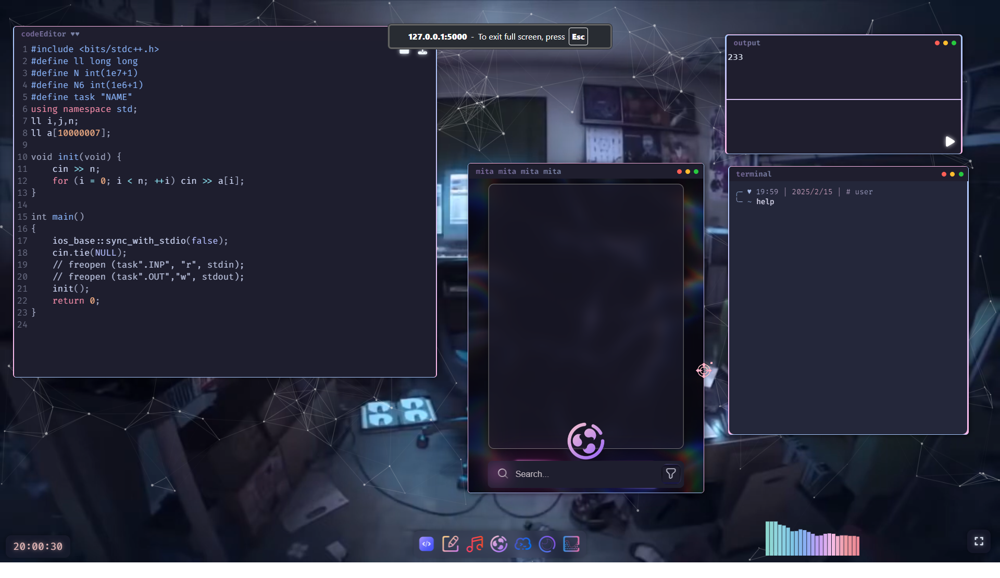 codeEditor ♥♥
1 #include <bits/stdc++.h>
2 #define ll long long
3 #define N int(1e7+1)
4 #define N6 int(1e6+1)
5 #define task "NAME"
6 using namespace std;
7 ll i,j,n;
8 ll a[10000007];
9
10 void init(void) {
11     cin >> n;
12     for (i = 0; i < n; ++i) cin >> a[i];
13 }
14
15 int main()
16 {
17     ios_base::sync_with_stdio(false);
18     cin.tie(NULL);
19     // freopen (task".INP", "r", stdin);
20     // freopen (task".OUT","w", stdout);
21     init();
22     return 0;
23 }
24
127.0.0.1:5000 - To exit full screen, press Esc
output
233
mita mita mita mita
Search...
terminal
♥ 19:59 | 2025/2/15 | # user
~ help
20:00:30